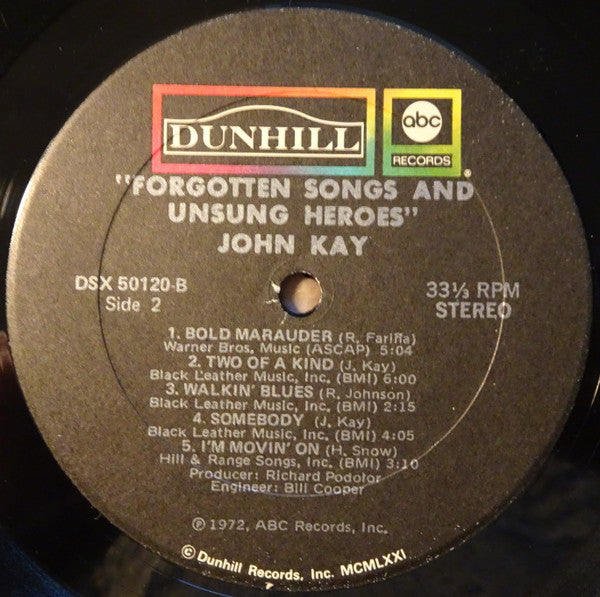 DUNHILL
abc
RECORDS
®
"FORGOTTEN SONGS AND
UNSUNG HEROES"
JOHN KAY
DSX 50120-B
Side 2
33⅓ RPM
STEREO
1. BOLD MARAUDER (R. Fariña)
Warner Bros. Music (ASCAP) 5:04
2. TWO OF A KIND (J. Kay)
Black Leather Music, Inc. (BMI) 6:00
3. WALKIN' BLUES (R. Johnson)
Black Leather Music, Inc. (BMI) 2:15
4. SOMEBODY (J. Kay)
Black Leather Music, Inc. (BMI) 4:05
5. I'M MOVIN' ON (H. Snow)
Hill & Range Songs, Inc. (BMI) 3:10
Producer: Richard Podolor
Engineer: Bill Cooper
℗ 1972, ABC Records, Inc.
© Dunhill Records, Inc. MCMLXXI